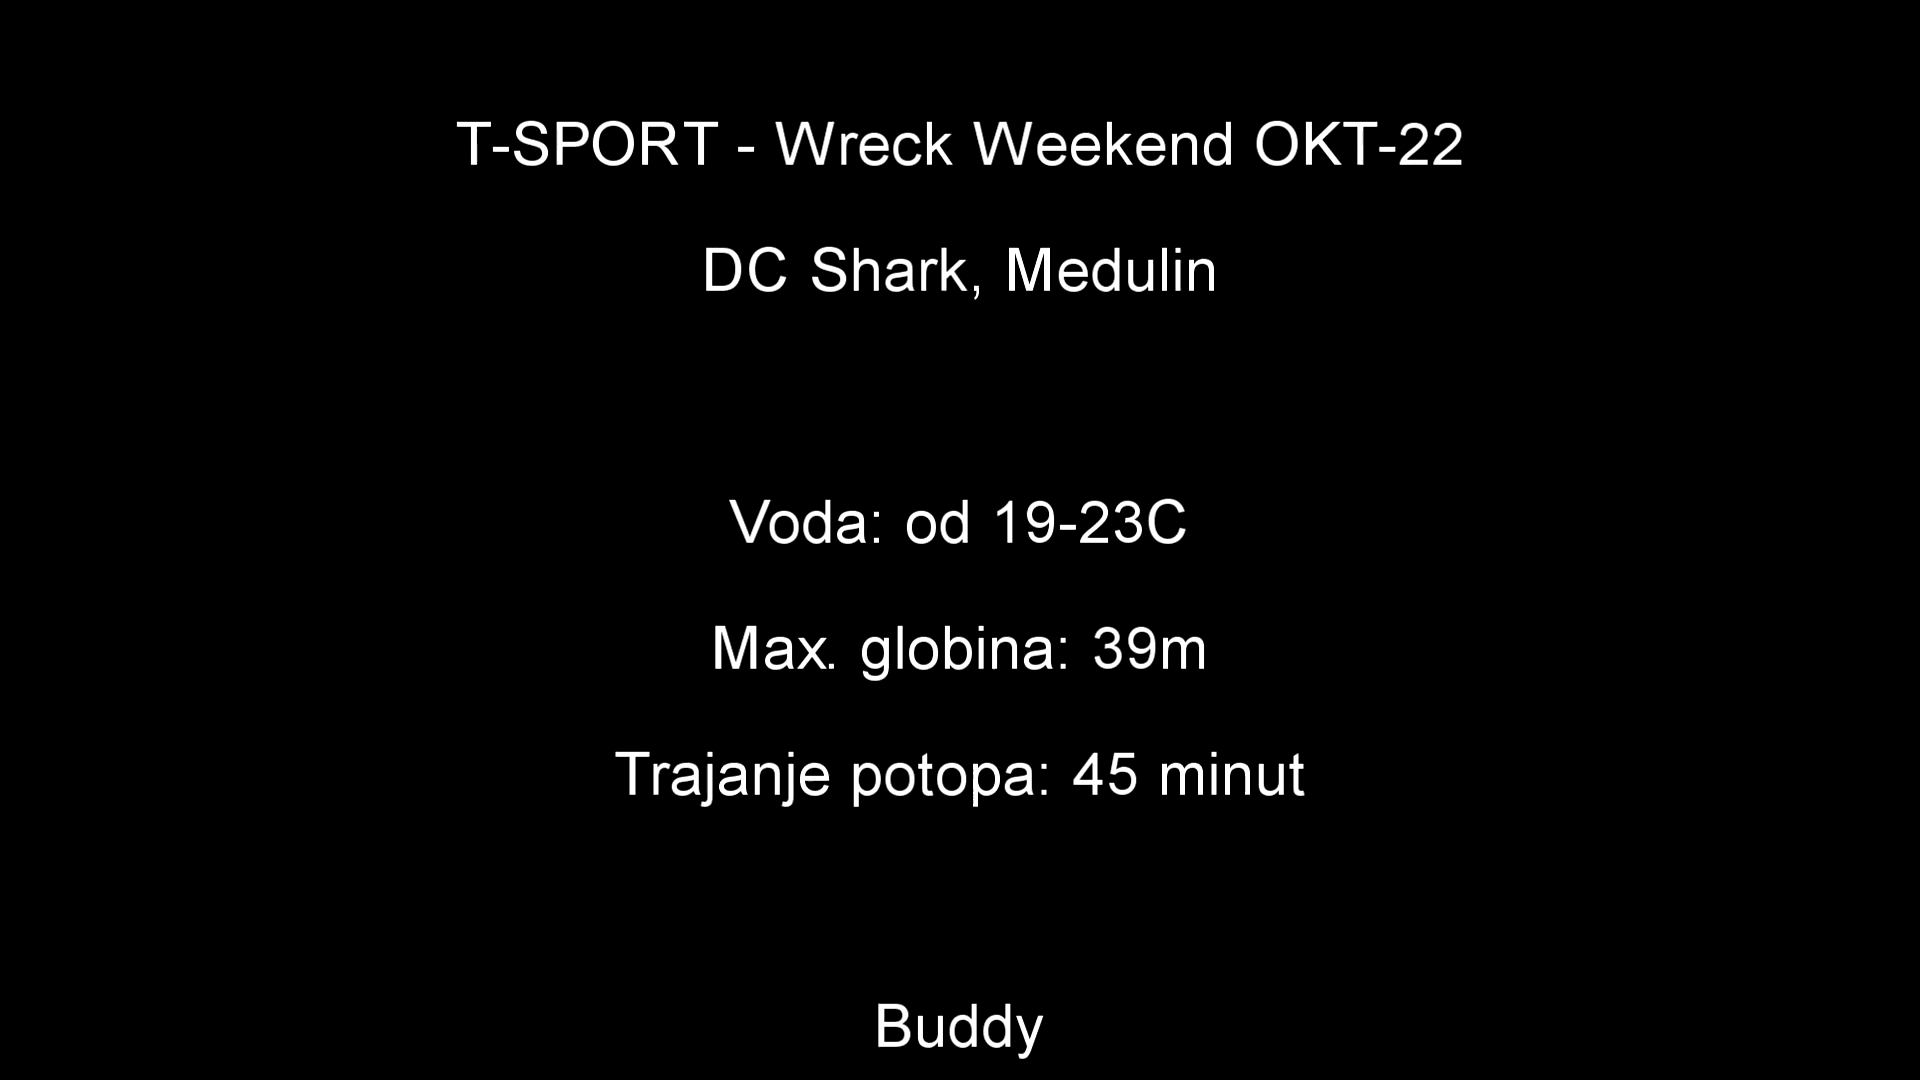 T-SPORT - Wreck Weekend OKT-22
DC Shark, Medulin
Voda: od 19-23C
Max. globina: 39m
Trajanje potopa: 45 minut
Buddy